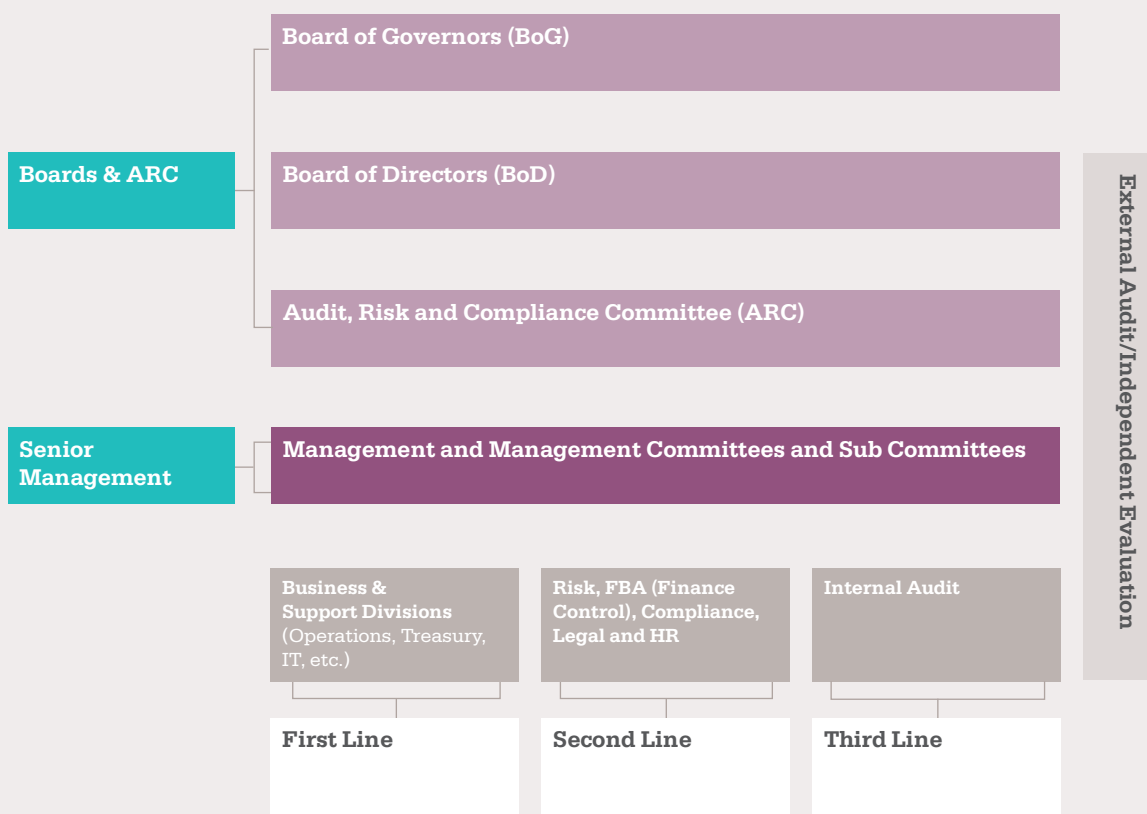 Board of Governors (BoG)
Boards & ARC
Board of Directors (BoD)
Audit, Risk and Compliance Committee (ARC)
Senior
Management
Management and Management Committees and Sub Committees
Business &
Support Divisions
(Operations, Treasury,
IT, etc.)
Risk, FBA (Finance
Control), Compliance,
Legal and HR
Internal Audit
First Line
Second Line
Third Line
External Audit/Independent Evaluation